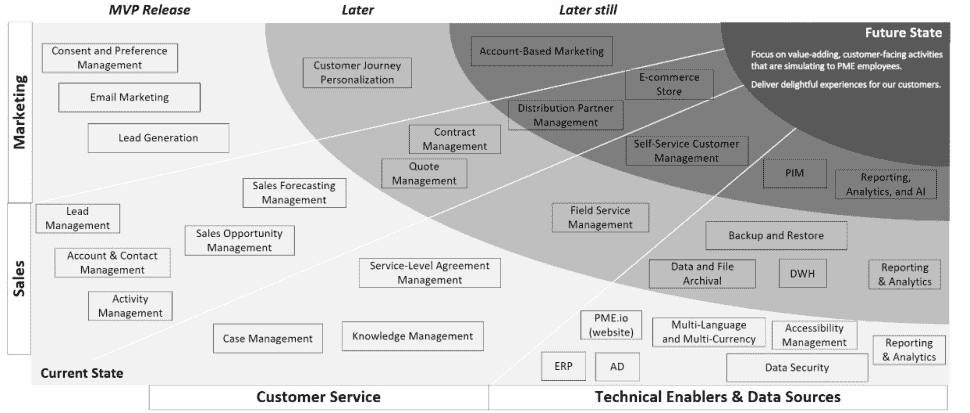 MVP Release
Later
Later still
Marketing
Consent and Preference
Management
Email Marketing
Lead Generation
Customer Journey
Personalization
Account-Based Marketing
Future State
Focus on value-adding, customer-facing activities
that are simulating to PME employees.
Deliver delightful experiences for our customers.
E-commerce
Store
Distribution Partner
Management
Contract
Management
Quote
Management
Self-Service Customer
Management
PIM
Reporting,
Analytics, and AI
Sales
Lead
Management
Sales Forecasting
Management
Sales Opportunity
Management
Account & Contact
Management
Activity
Management
Field Service
Management
Backup and Restore
Service-Level Agreement
Management
Data and File
Archival
DWH
Reporting
& Analytics
Case Management
Knowledge Management
PME.io
(website)
Multi-Language
and Multi-Currency
Accessibility
Management
Reporting
& Analytics
ERP
AD
Data Security
Current State
Customer Service
Technical Enablers & Data Sources